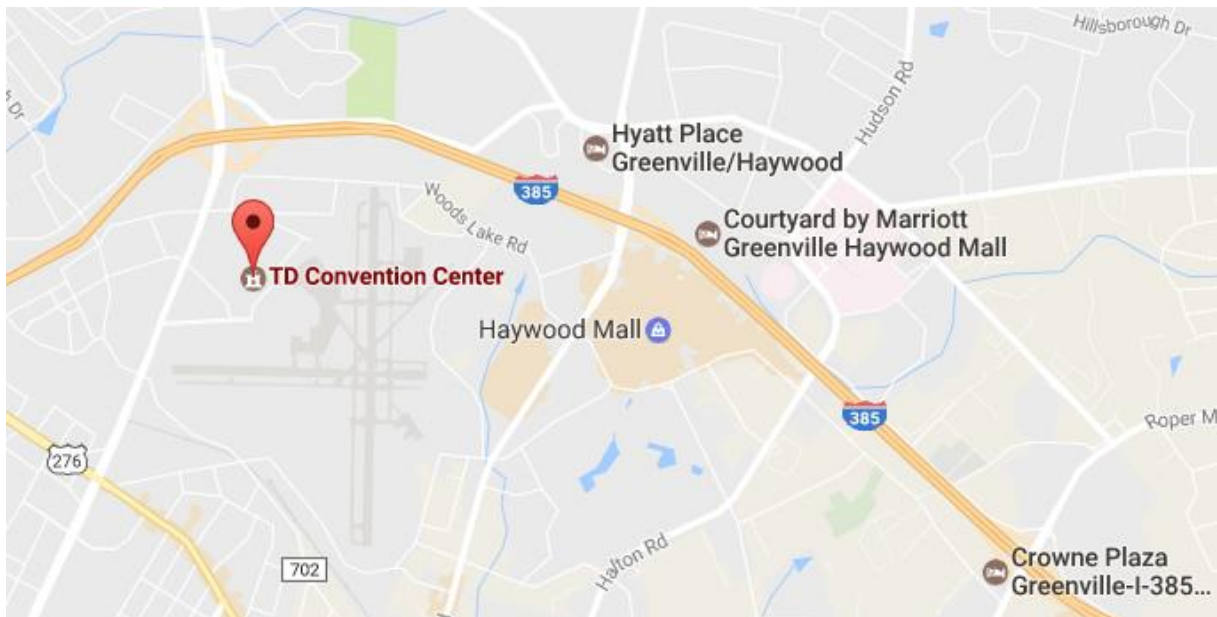 Hillsborough Dr
Dr
Hudson Rd
Hyatt Place
Greenville/Haywood
385
Woods Lake Rd
Courtyard by Marriott
Greenville Haywood Mall
TD Convention Center
Haywood Mall
385
276
Roper M
702
Halton Rd
Crowne Plaza
Greenville-I-385...